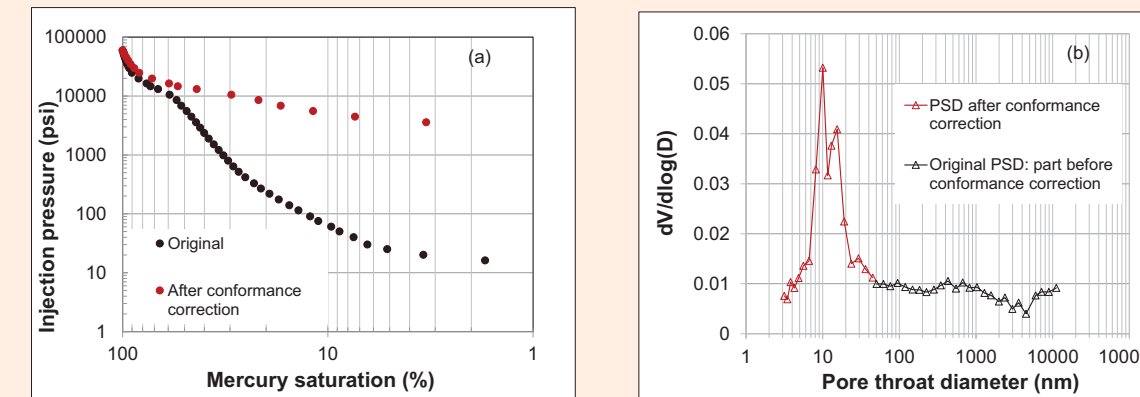 (a)
Injection pressure (psi)
100000
10000
1000
100
10
1
Original
After conformance
correction
100
10
1
Mercury saturation (%)
(b)
dV/dlog(D)
0.06
0.05
0.04
0.03
0.02
0.01
0
PSD after conformance
correction
Original PSD: part before
conformance correction
1
10
100
1000
10000
1000
Pore throat diameter (nm)